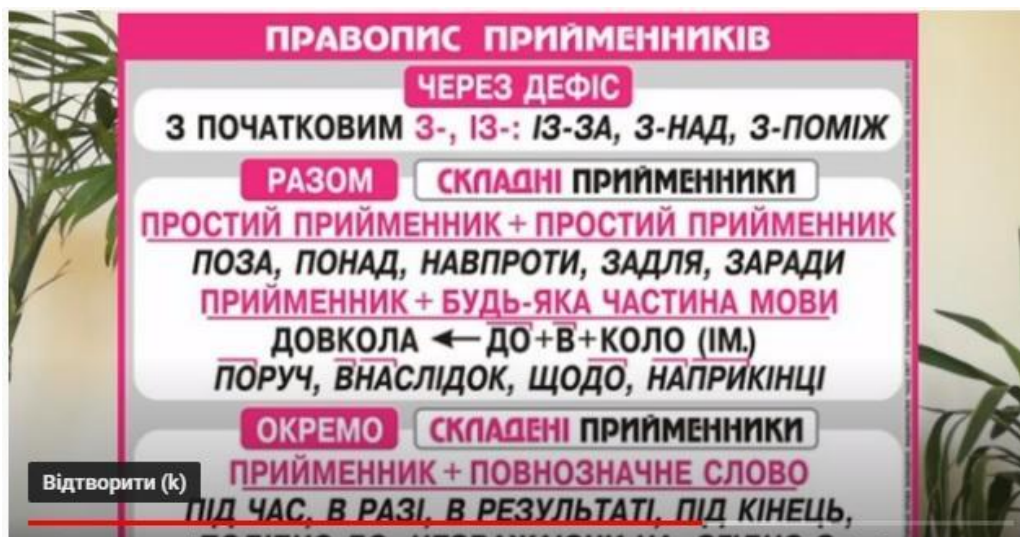 ПРАВОПИС ПРИЙМЕННИКІВ
ЧЕРЕЗ ДЕФІС
З ПОЧАТКОВИМ З-, ІЗ-: ІЗ-ЗА, З-НАД, З-ПОМІЖ
РАЗОМ СКЛАДНІ ПРИЙМЕННИКИ
ПРОСТИЙ ПРИЙМЕННИК + ПРОСТИЙ ПРИЙМЕННИК
ПОЗА, ПОНАД, НАВПРОТИ, ЗАДЛЯ, ЗАРАДИ
ПРИЙМЕННИК + БУДЬ-ЯКА ЧАСТИНА МОВИ
ДОВКОЛА ← ДО+В+КОЛО (ІМ.)
ПОРУЧ, ВНАСЛІДОК, ЩОДО, НАПРИКІНЦІ
ОКРЕМО СКЛАДЕНІ ПРИЙМЕННИКИ
ПРИЙМЕННИК + ПОВНОЗНАЧНЕ СЛОВО
Відтворити (k)
ПІД ЧАС, В РАЗІ, В РЕЗУЛЬТАТІ, ПІД КІНЕЦЬ,